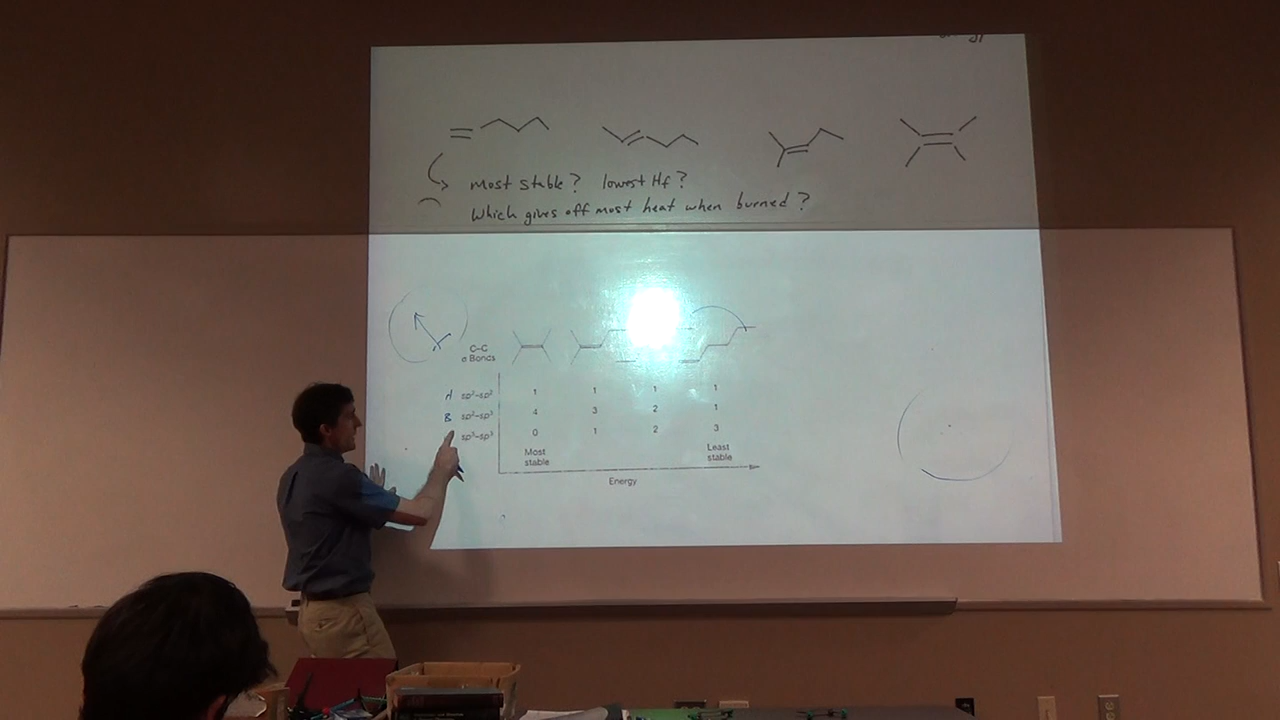 most stable? lowest Hf?
Which gives off most heat when burned?
C–C
σ Bonds
A sp²–sp² 1 1 1 1
B sp²–sp³ 4 3 2 1
sp³–sp³ 0 1 2 3
Most stable
Least stable
Energy